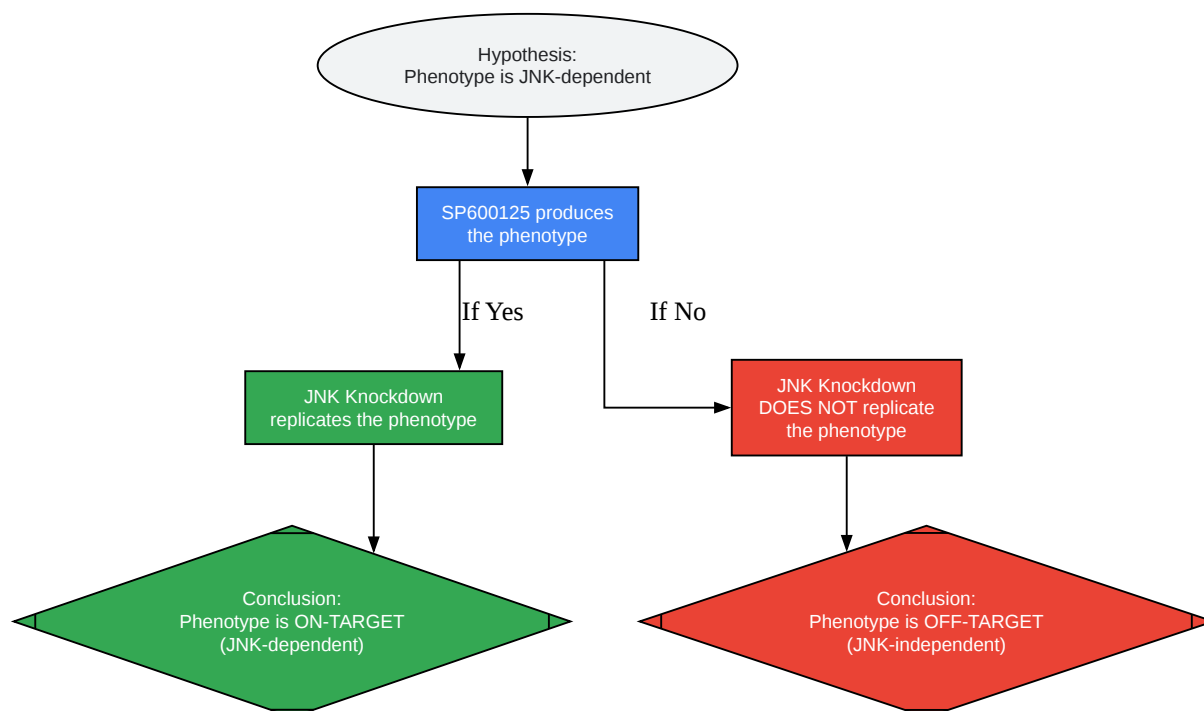 Hypothesis:
Phenotype is JNK-dependent
SP600125 produces
the phenotype
If Yes
If No
JNK Knockdown
replicates the phenotype
JNK Knockdown
DOES NOT replicate
the phenotype
Conclusion:
Phenotype is ON-TARGET
(JNK-dependent)
Conclusion:
Phenotype is OFF-TARGET
(JNK-independent)